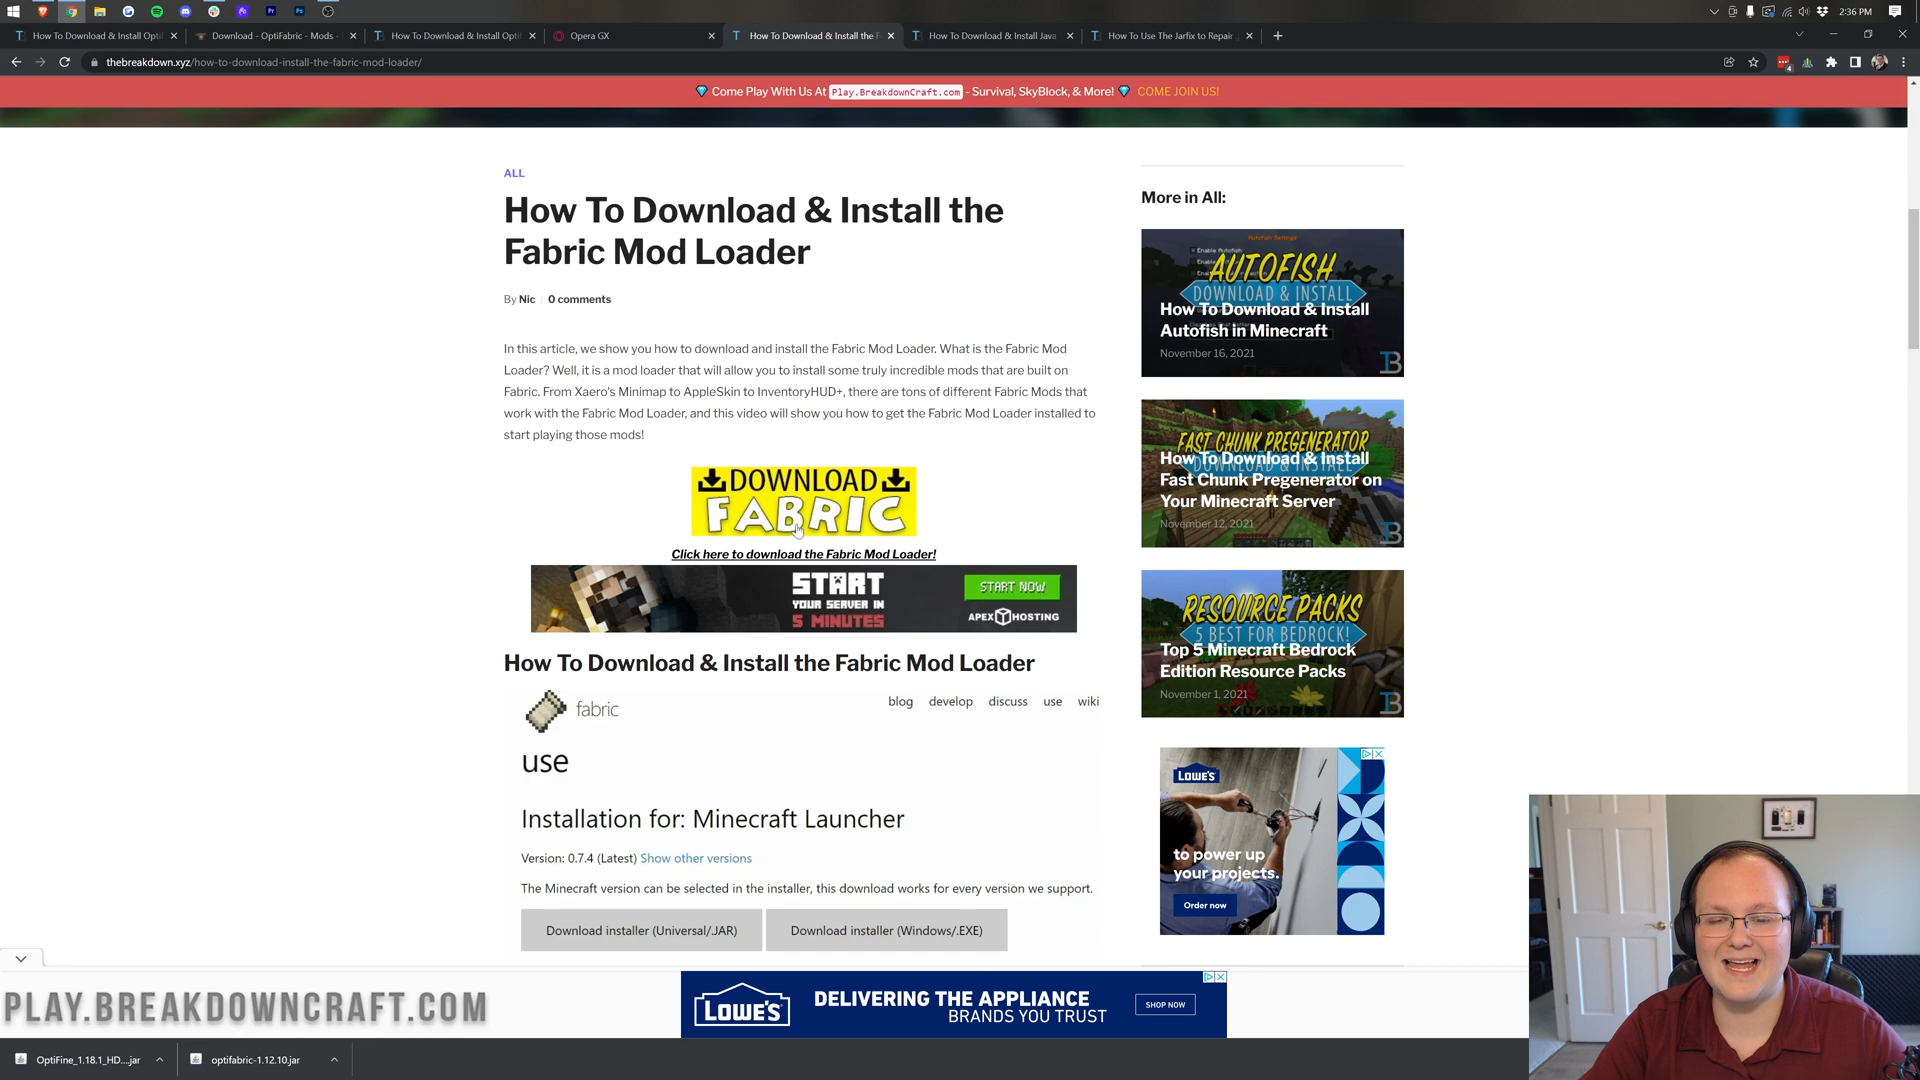 2:36 PM
How To Download & Install Opti
Download - OptiFabric - Mods -
How To Download & Install Opti
Opera GX
How To Download & Install the F
How To Download & Install Java
How To Use The Jarfix to Repair
thebreakdown.xyz/how-to-download-install-the-fabric-mod-loader/
4
Come Play With Us At Play.BreakdownCraft.com - Survival, SkyBlock, & More! COME JOIN US!
ALL
How To Download & Install the
Fabric Mod Loader
By Nic / 0 comments
In this article, we show you how to download and install the Fabric Mod Loader. What is the Fabric Mod
Loader? Well, it is a mod loader that will allow you to install some truly incredible mods that are built on
Fabric. From Xaero's Minimap to AppleSkin to InventoryHUD+, there are tons of different Fabric Mods that
work with the Fabric Mod Loader, and this video will show you how to get the Fabric Mod Loader installed to
start playing those mods!
DOWNLOAD
FABRIC
Click here to download the Fabric Mod Loader!
START
YOUR SERVER IN
5 MINUTES
START NOW
APEX HOSTING
How To Download & Install the Fabric Mod Loader
fabric
blog develop discuss use wiki
use
Installation for: Minecraft Launcher
Version: 0.7.4 (Latest) Show other versions
The Minecraft version can be selected in the installer, this download works for every version we support.
Download installer (Universal/.JAR)
Download installer (Windows/.EXE)
More in All:
Autofish Settings
Enable Autofish
AUTOFISH
DOWNLOAD & INSTALL
How To Download & Install
Autofish in Minecraft
November 16, 2021
FAST CHUNK PREGENERATOR
DOWNLOAD & INSTALL
How To Download & Install
Fast Chunk Pregenerator on
Your Minecraft Server
November 12, 2021
RESOURCE PACKS
5 BEST FOR BEDROCK!
Top 5 Minecraft Bedrock
Edition Resource Packs
November 1, 2021
LOWE'S
to power up
your projects.
Order now
PLAY.BREAKDOWNCRAFT.COM
LOWE'S
DELIVERING THE APPLIANCE
BRANDS YOU TRUST
SHOP NOW
OptiFine_1.18.1_HD....jar
optifabric-1.12.10.jar